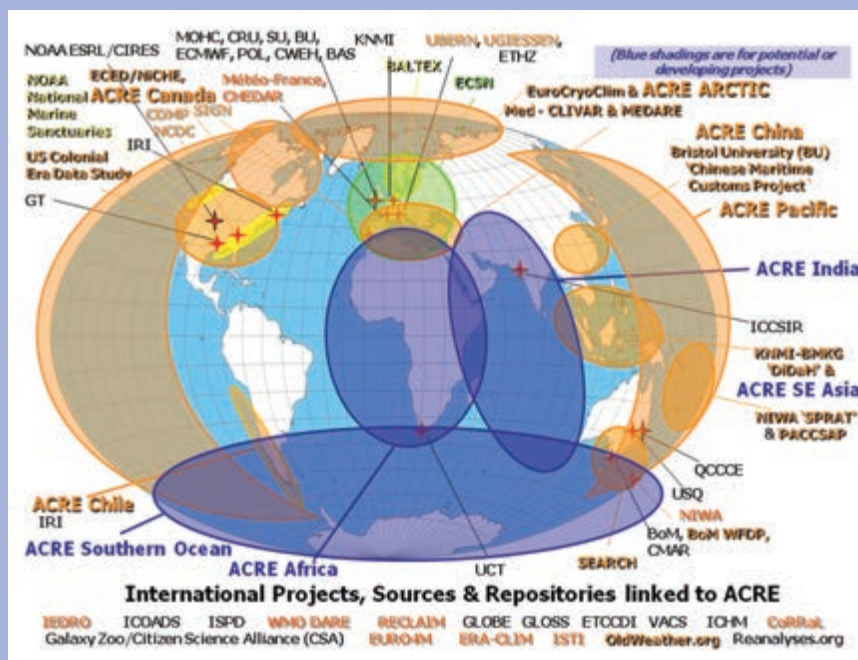 MOHC, CRU, SU, BU,
ECMWF, POL, CWEH, BAS
KNMI
UBERN, UGIESSEN,
ETHZ
(Blue shadings are for potential or
developing projects)
NOAA ESRL/CIRES
NOAA
National
Marine
Sanctuaries
ECED/NICHE,
ACRE Canada
COMP SIGN
NCDC
Météo-France,
CHEDAR
BALTEX
ECSN
EuroCryoClim & ACRE ARCTIC
Med - CLIVAR & MEDARE
IRI
US Colonial
Era Data Study
GT
ACRE China
Bristol University (BU)
'Chinese Maritime
Customs Project'
ACRE Pacific
ACRE India
ICCSIR
KNMI-BMKG
'DiDaH' &
ACRE SE Asia
NIWA 'SPRAT'
& PACCSAP
QCCCE
USQ
NIWA
BoM, BoM WFDP,
CMAR
SEARCH
ACRE Chile
IRI
ACRE Southern Ocean
ACRE Africa
UCT
International Projects, Sources & Repositories linked to ACRE
IEDRO ICOADS ISPD WMO DARE RECLAIM GLOBE GLOSS ETCCDI VACS ICHM CoRRaL
Galaxy Zoo/Citizen Science Alliance (CSA) EURO4M ERA-CLIM ISTI OldWeather.org Reanalyses.org